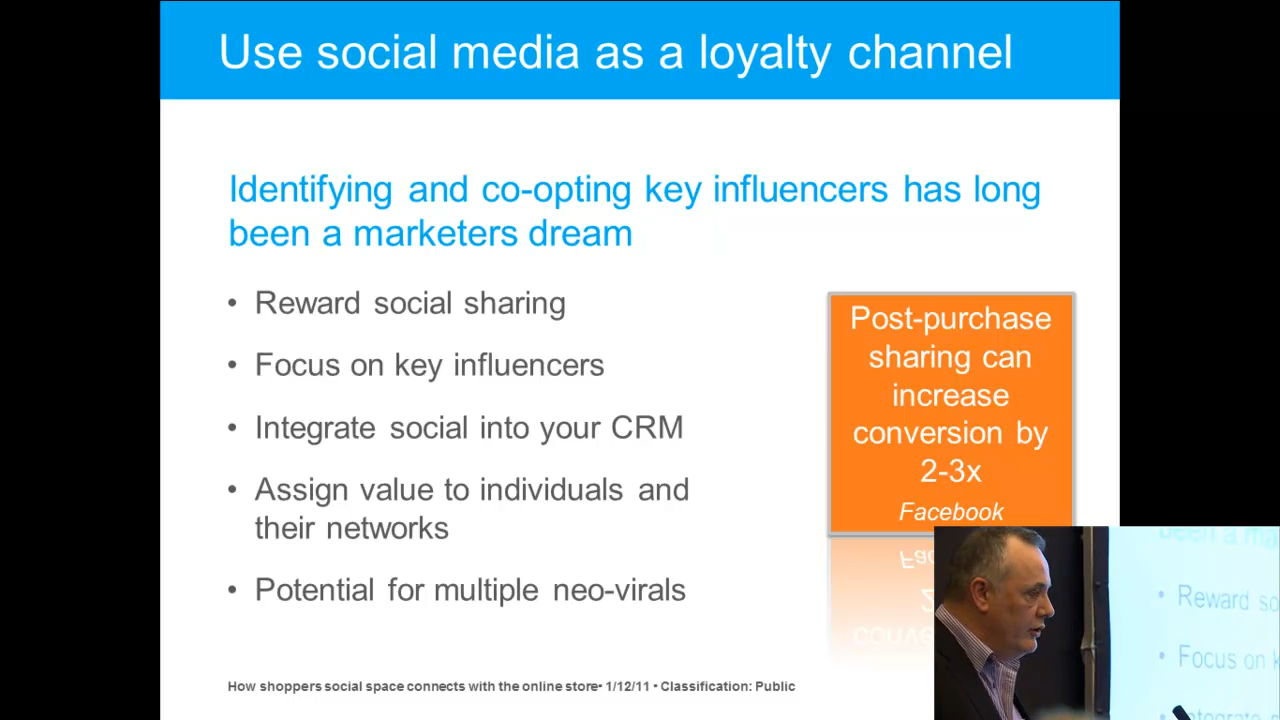 Use social media as a loyalty channel
Identifying and co-opting key influencers has long
been a marketers dream
• Reward social sharing
• Focus on key influencers
• Integrate social into your CRM
• Assign value to individuals and
their networks
• Potential for multiple neo-virals
Post-purchase
sharing can
increase
conversion by
2-3x
Facebook
How shoppers social space connects with the online store• 1/12/11 • Classification: Public
been a ma
• Reward so
• Focus on k